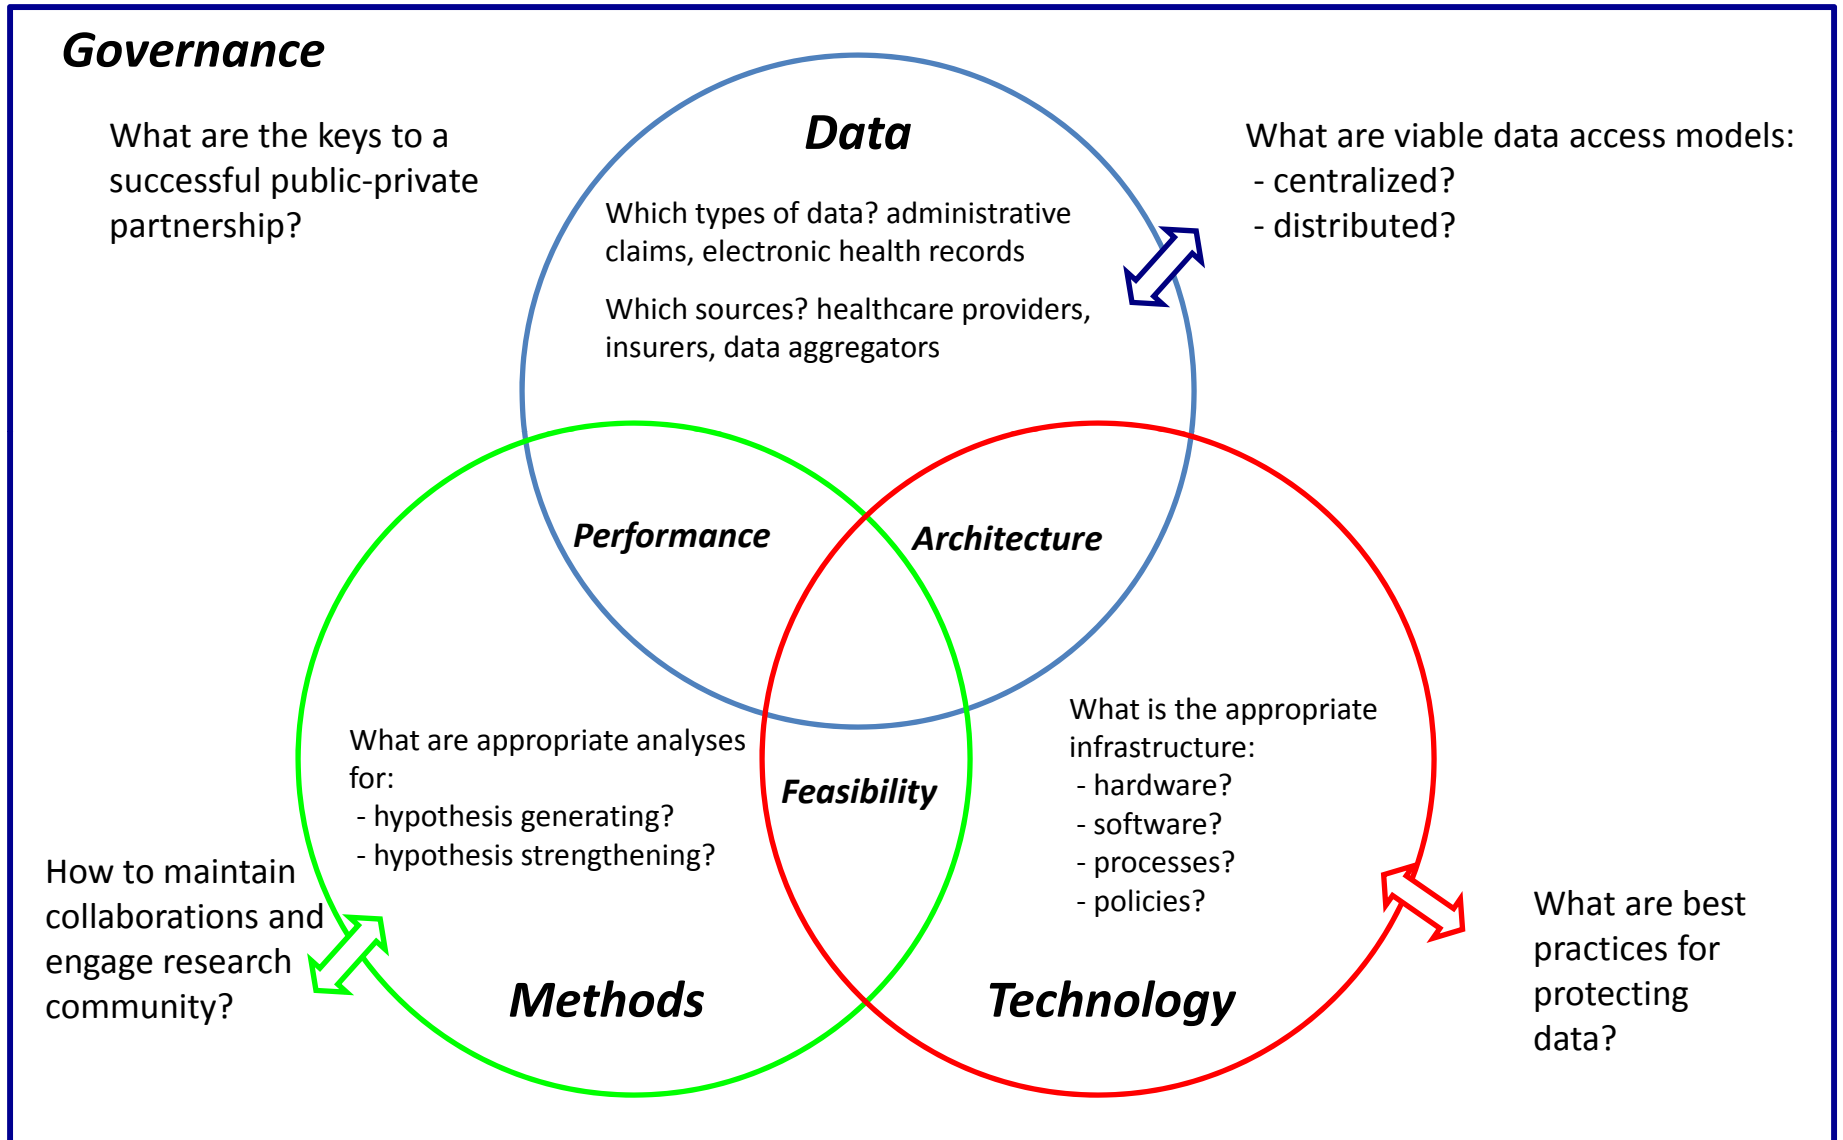 Governance
What are the keys to a
successful public-private
partnership?
Data
Which types of data? administrative
claims, electronic health records
Which sources? healthcare providers,
insurers, data aggregators
What are viable data access models:
- centralized?
- distributed?
Performance
Architecture
Feasibility
What are appropriate analyses
for:
- hypothesis generating?
- hypothesis strengthening?
Methods
What is the appropriate
infrastructure:
- hardware?
- software?
- processes?
- policies?
Technology
How to maintain
collaborations and
engage research
community?
What are best
practices for
protecting
data?